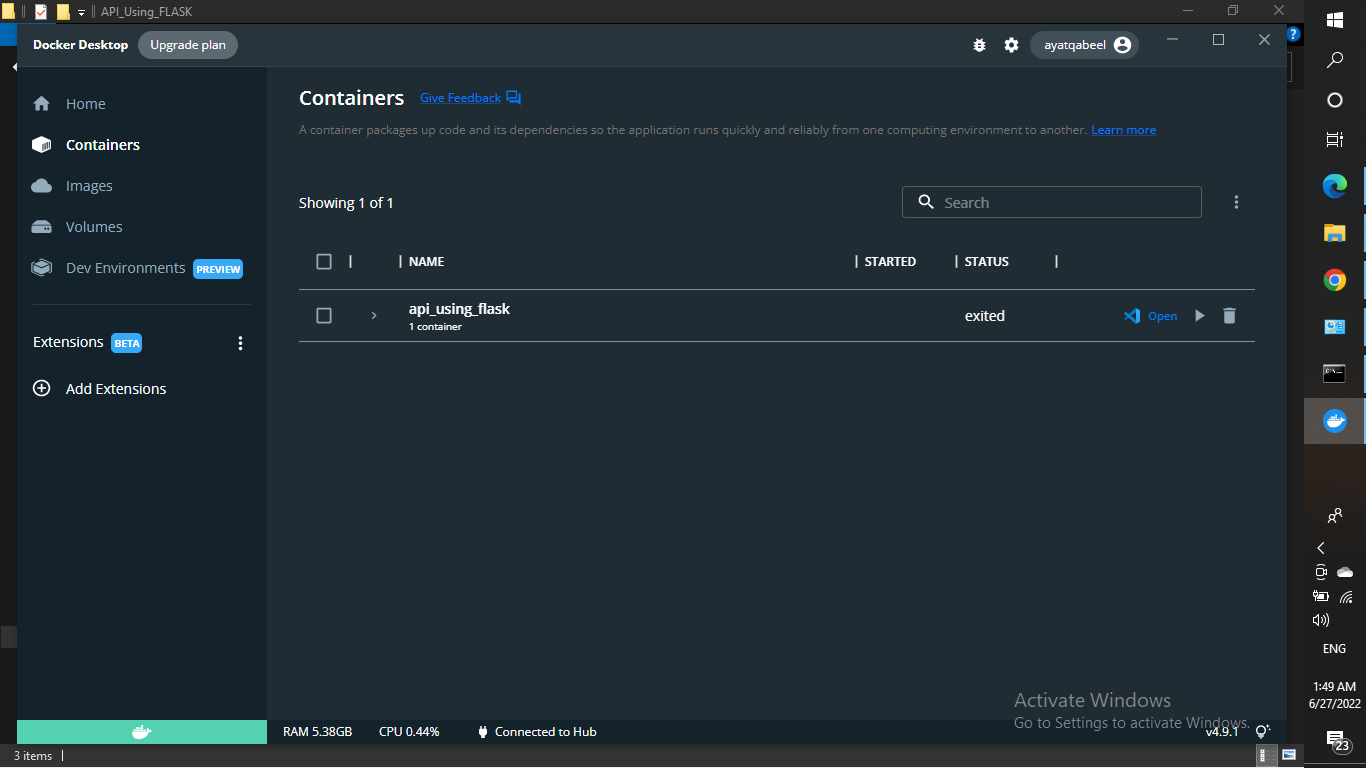 API_Using_FLASK
Docker Desktop Upgrade plan ayatqabeel
Home
Containers
Images
Volumes
Dev Environments PREVIEW
Extensions BETA
Add Extensions
Containers Give Feedback
A container packages up code and its dependencies so the application runs quickly and reliably from one computing environment to another. Learn more
Showing 1 of 1 Search
NAME STARTED STATUS
api_using_flask exited Open
1 container
Activate Windows
Go to Settings to activate Windows.
RAM 5.38GB CPU 0.44% Connected to Hub v4.9.1
3 items
ENG
1:49 AM
6/27/2022
23
?